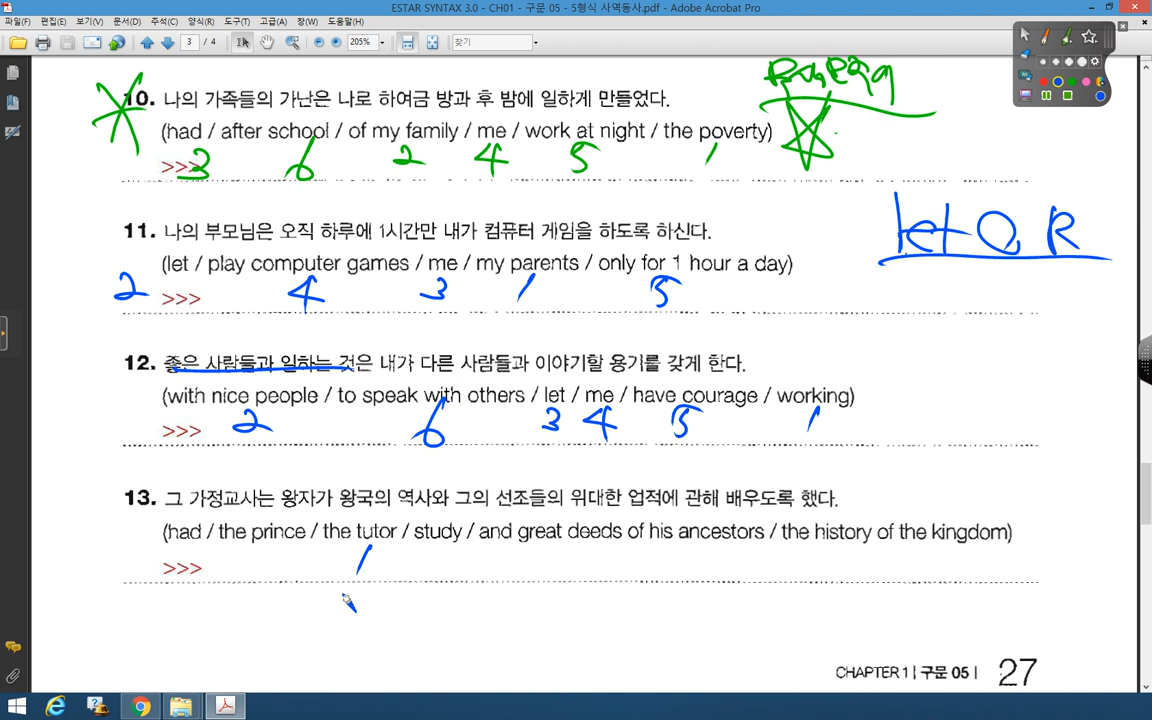 ESTAR SYNTAX 3.0 - CH01 - 구문 05 - 5형식 사역동사.pdf - Adobe Acrobat Pro
파일(F) 편집(E) 보기(V) 문서(D) 주석(C) 양식(R) 도구(T) 고급(A) 창(W) 도움말(H)
3 / 4 205% 찾기
10. 나의 가족들의 가난은 나로 하여금 방과 후 밤에 일하게 만들었다.
(had / after school / of my family / me / work at night / the poverty)
>>> 3 6 2 4 5 1
let O R
11. 나의 부모님은 오직 하루에 1시간만 내가 컴퓨터 게임을 하도록 하신다.
(let / play computer games / me / my parents / only for 1 hour a day)
2 >>> 4 3 1 5
12. 좋은 사람들과 일하는 것은 내가 다른 사람들과 이야기할 용기를 갖게 한다.
(with nice people / to speak with others / let / me / have courage / working)
>>> 2 6 3 4 5 1
13. 그 가정교사는 왕자가 왕국의 역사와 그의 선조들의 위대한 업적에 관해 배우도록 했다.
(had / the prince / the tutor / study / and great deeds of his ancestors / the history of the kingdom)
>>> 1
CHAPTER 1 | 구문 05 | 27